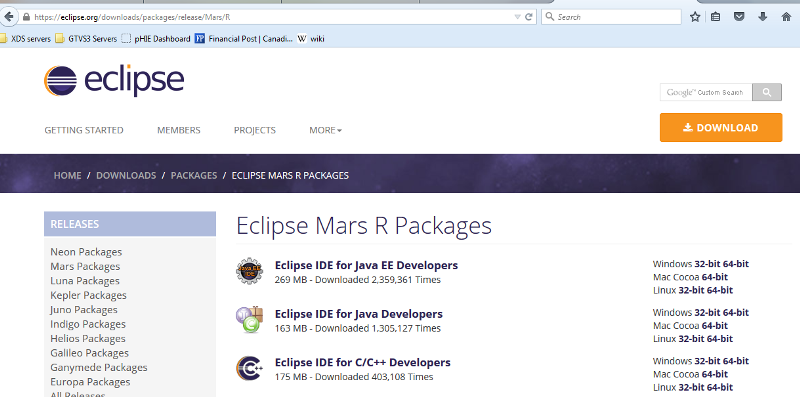 https://eclipse.org/downloads/packages/release/Mars/R
Search
XDS servers GTVS3 Servers pHIE Dashboard FP Financial Post | Canadi... W wiki
eclipse
Google™ Custom Search
GETTING STARTED MEMBERS PROJECTS MORE
DOWNLOAD
HOME / DOWNLOADS / PACKAGES / ECLIPSE MARS R PACKAGES
RELEASES
Neon Packages
Mars Packages
Luna Packages
Kepler Packages
Juno Packages
Indigo Packages
Helios Packages
Galileo Packages
Ganymede Packages
Europa Packages
All Releases
Eclipse Mars R Packages
JAVA EE
IDE
Eclipse IDE for Java EE Developers
269 MB - Downloaded 2,359,361 Times
Windows 32-bit 64-bit
Mac Cocoa 64-bit
Linux 32-bit 64-bit
Eclipse IDE for Java Developers
163 MB - Downloaded 1,305,127 Times
Windows 32-bit 64-bit
Mac Cocoa 64-bit
Linux 32-bit 64-bit
C++
Eclipse IDE for C/C++ Developers
175 MB - Downloaded 403,108 Times
Windows 32-bit 64-bit
Mac Cocoa 64-bit
Linux 32-bit 64-bit